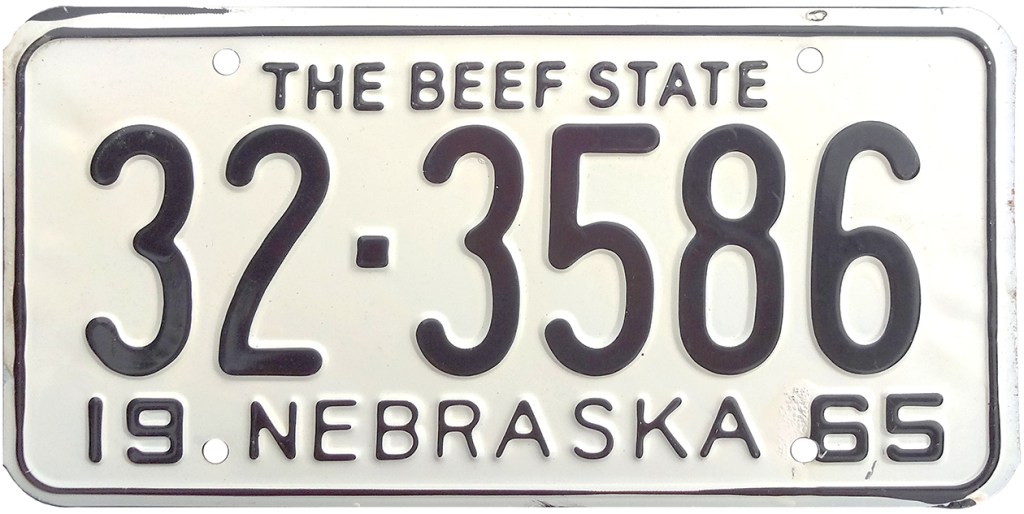 THE BEEF STATE
32·3586
19 NEBRASKA 65